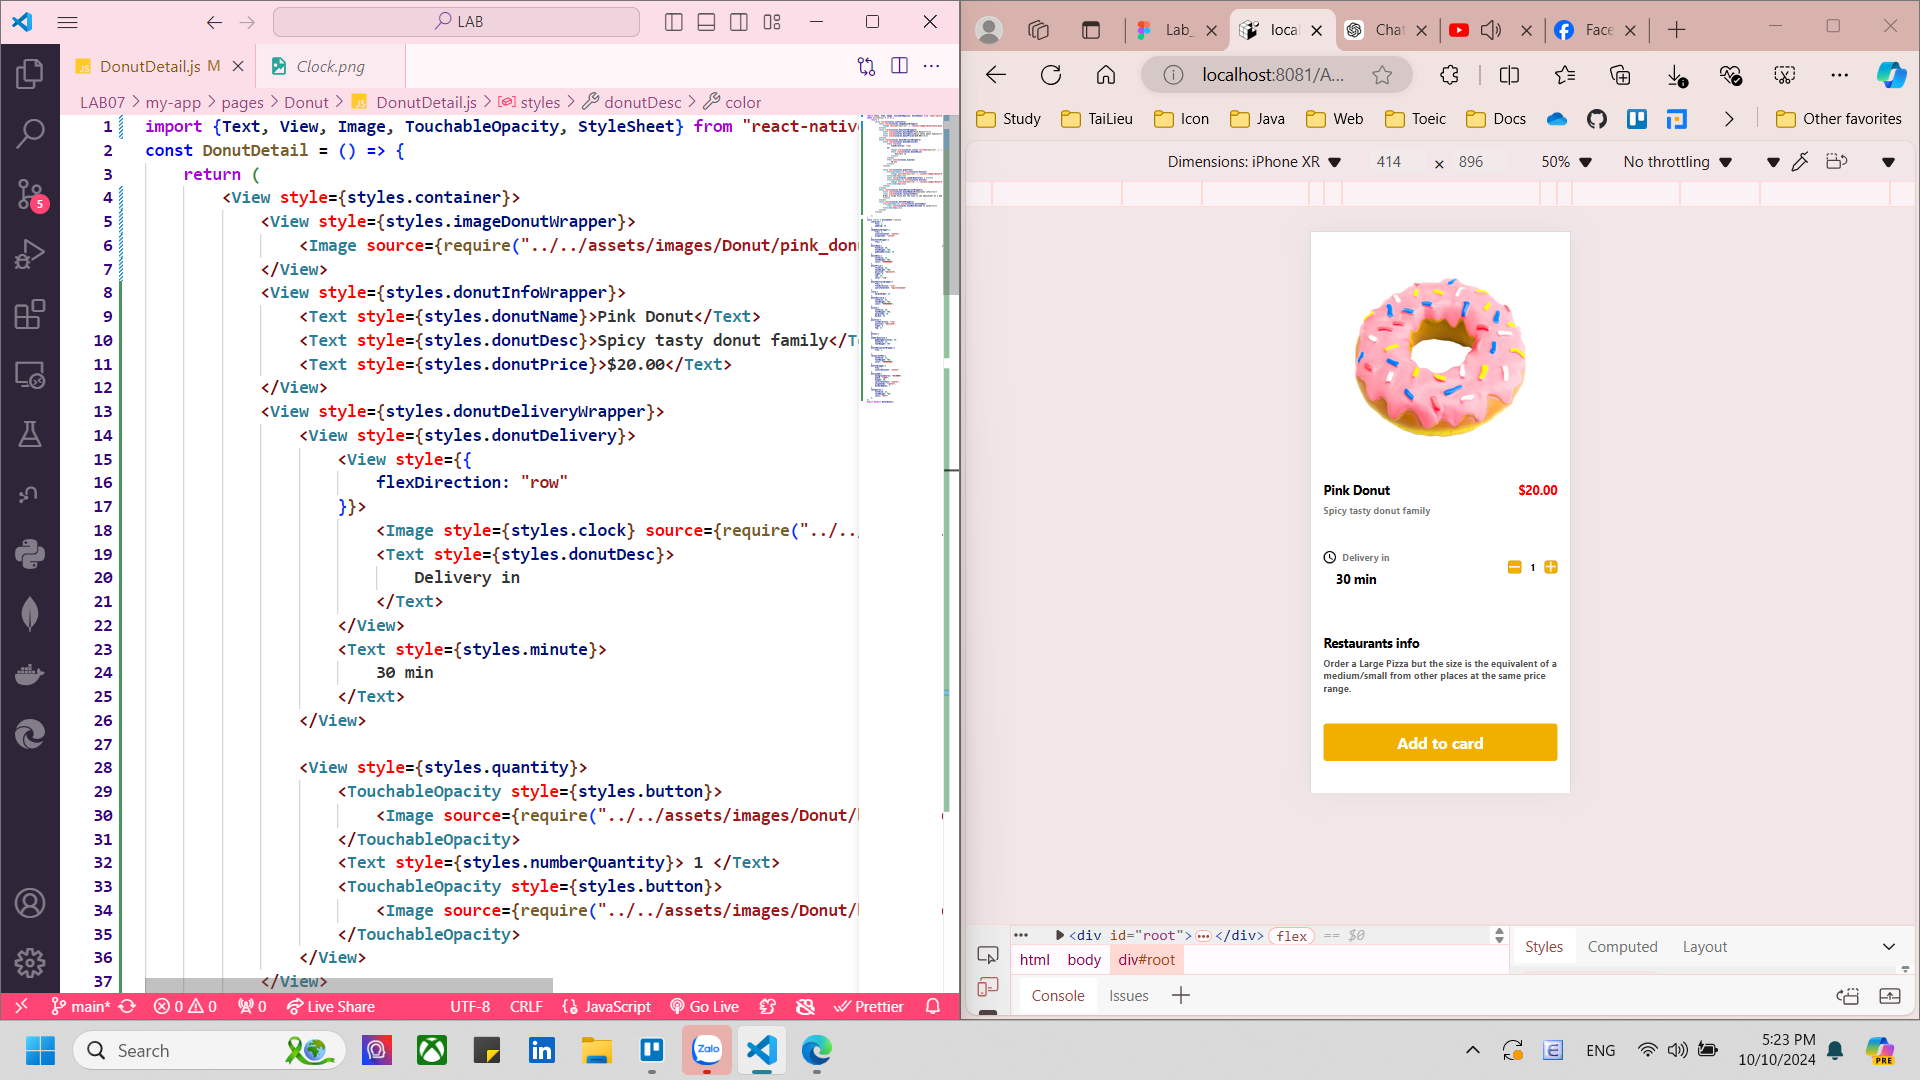 LAB
DonutDetail.js M
Clock.png
LAB07 > my-app > pages > Donut > DonutDetail.js > styles > donutDesc > color
1 import {Text, View, Image, TouchableOpacity, StyleSheet} from "react-native
2 const DonutDetail = () => {
3 return (
4 <View style={styles.container}>
5 <View style={styles.imageDonutWrapper}>
6 <Image source={require("../../assets/images/Donut/pink_don
7 </View>
8 <View style={styles.donutInfoWrapper}>
9 <Text style={styles.donutName}>Pink Donut</Text>
10 <Text style={styles.donutDesc}>Spicy tasty donut family</T
11 <Text style={styles.donutPrice}>$20.00</Text>
12 </View>
13 <View style={styles.donutDeliveryWrapper}>
14 <View style={styles.donutDelivery}>
15 <View style={{
16 flexDirection: "row"
17 }}>
18 <Image style={styles.clock} source={require("../..
19 <Text style={styles.donutDesc}>
20 Delivery in
21 </Text>
22 </View>
23 <Text style={styles.minute}>
24 30 min
25 </Text>
26 </View>
27
28 <View style={styles.quantity}>
29 <TouchableOpacity style={styles.button}>
30 <Image source={require("../../assets/images/Donut/
31 </TouchableOpacity>
32 <Text style={styles.numberQuantity}> 1 </Text>
33 <TouchableOpacity style={styles.button}>
34 <Image source={require("../../assets/images/Donut/
35 </TouchableOpacity>
36 </View>
37 </View>
5
main* 0 0 0 Live Share UTF-8 CRLF {} JavaScript Go Live Prettier
Lab_ local Chat Face
localhost:8081/A...
Study TaiLieu Icon Java Web Toeic Docs Other favorites
Dimensions: iPhone XR 414 × 896 50% No throttling
Pink Donut $20.00
Spicy tasty donut family
Delivery in
30 min
1
Restaurants info
Order a Large Pizza but the size is the equivalent of a
medium/small from other places at the same price
range.
Add to card
<div id="root"> </div> flex == $0
html body div#root
Styles Computed Layout
Console Issues
Search
Zalo
ENG
5:23 PM
10/10/2024
PRE